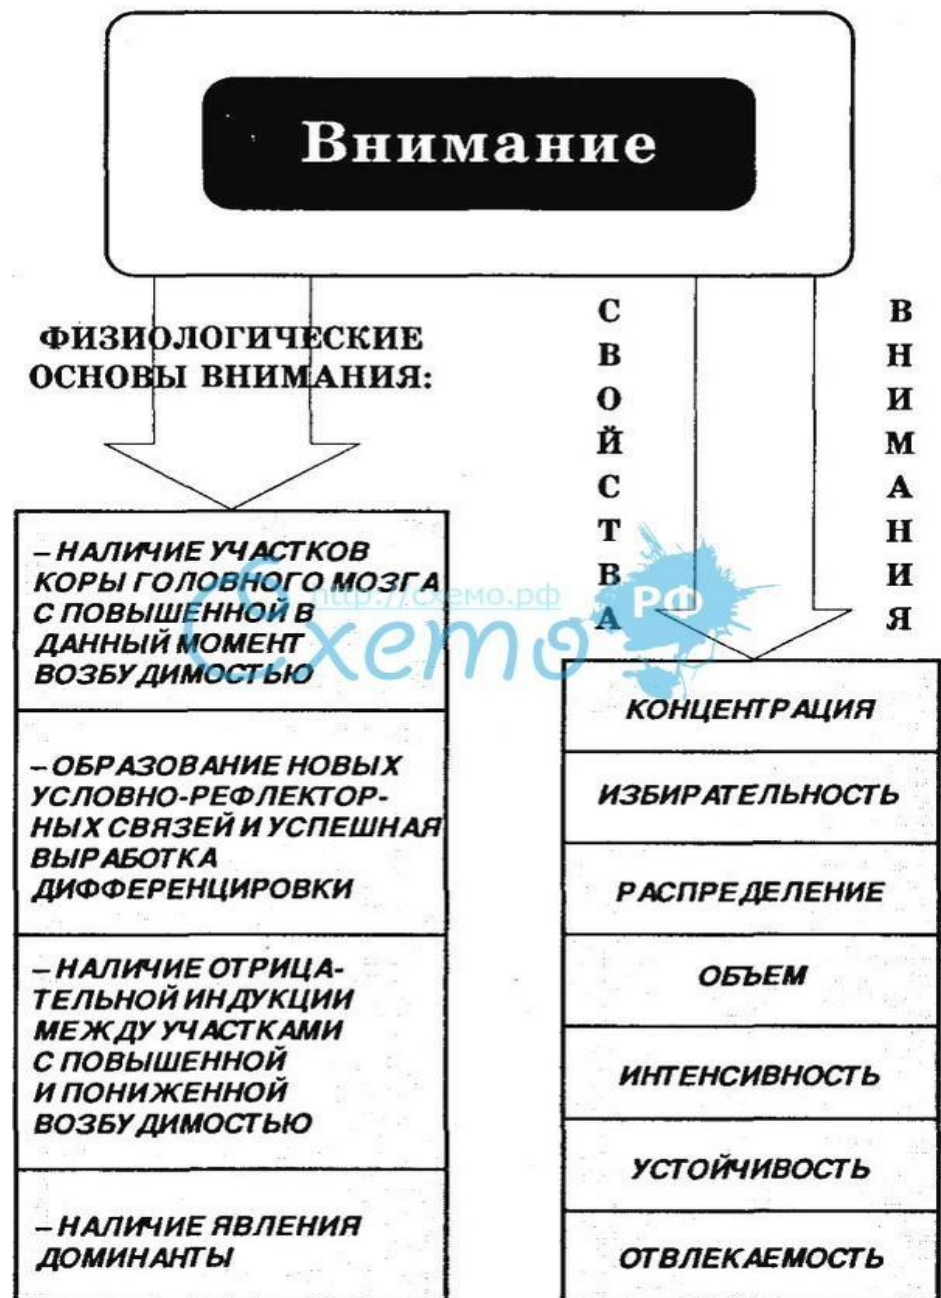 Внимание
ФИЗИОЛОГИЧЕСКИЕ
ОСНОВЫ ВНИМАНИЯ:
– НАЛИЧИЕ УЧАСТКОВ
КОРЫ ГОЛОВНОГО МОЗГА
С ПОВЫШЕННОЙ В
ДАННЫЙ МОМЕНТ
ВОЗБУДИМОСТЬЮ
– ОБРАЗОВАНИЕ НОВЫХ
УСЛОВНО-РЕФЛЕКТОР-
НЫХ СВЯЗЕЙ И УСПЕШНАЯ
ВЫРАБОТКА
ДИФФЕРЕНЦИРОВКИ
– НАЛИЧИЕ ОТРИЦА-
ТЕЛЬНОЙ ИНДУКЦИИ
МЕЖДУ УЧАСТКАМИ
С ПОВЫШЕННОЙ
И ПОНИЖЕННОЙ
ВОЗБУДИМОСТЬЮ
– НАЛИЧИЕ ЯВЛЕНИЯ
ДОМИНАНТЫ
СВОЙСТВА
ВНИМАНИЯ
КОНЦЕНТРАЦИЯ
ИЗБИРАТЕЛЬНОСТЬ
РАСПРЕДЕЛЕНИЕ
ОБЪЕМ
ИНТЕНСИВНОСТЬ
УСТОЙЧИВОСТЬ
ОТВЛЕКАЕМОСТЬ
http://схемо.рф
Схемо РФ